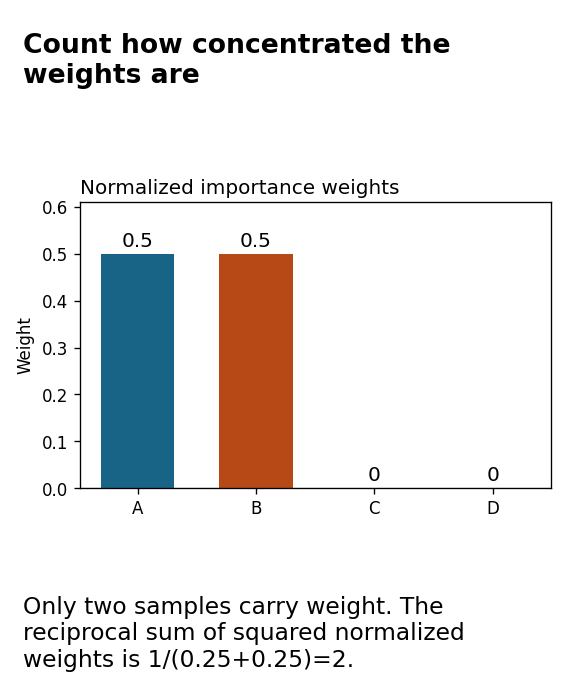 Count how concentrated the
weights are
Normalized importance weights
0.6
0.5
0.4
0.3
0.2
0.1
0.0
Weight
0.5
0.5
0
0
A
B
C
D
Only two samples carry weight. The
reciprocal sum of squared normalized
weights is 1/(0.25+0.25)=2.